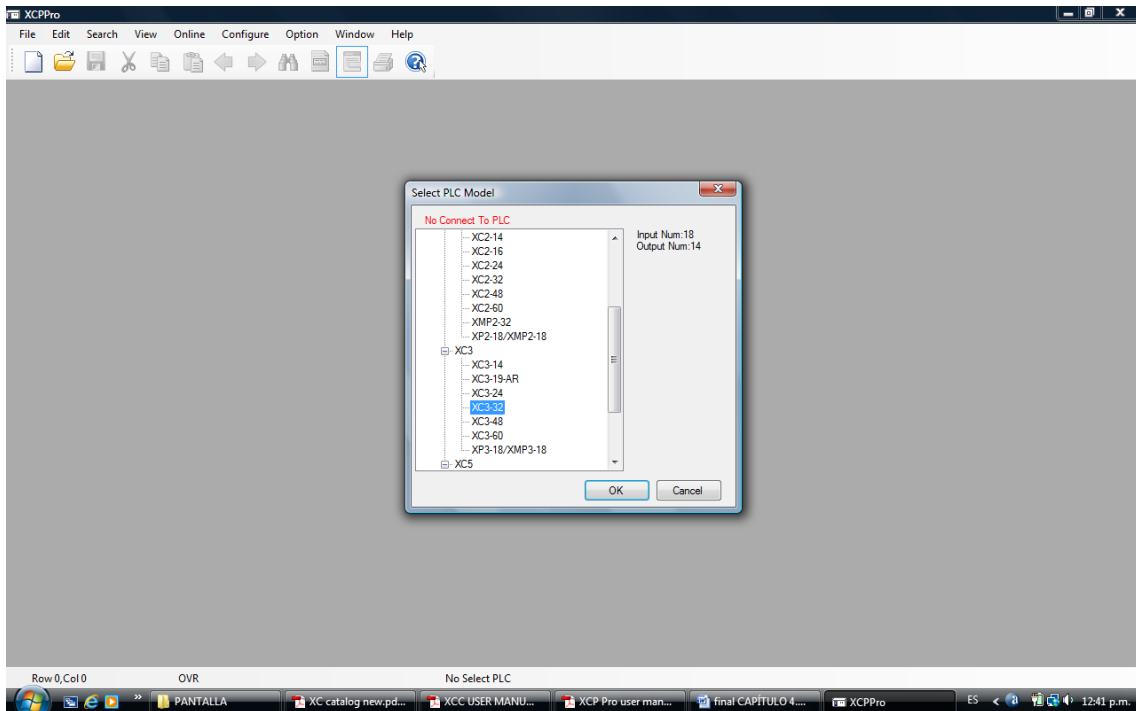 XCPPro
File Edit Search View Online Configure Option Window Help
Select PLC Model
No Connect To PLC
XC2-14
XC2-16
XC2-24
XC2-32
XC2-48
XC2-60
XMP2-32
XP2-18/XMP2-18
XC3
XC3-14
XC3-19-AR
XC3-24
XC3-32
XC3-48
XC3-60
XP3-18/XMP3-18
XC5
Input Num:18
Output Num:14
OK Cancel
Row 0,Col 0 OVR No Select PLC
PANTALLA XC catalog new.pd... XCC USER MANU... XCP Pro user man... final CAPÍTULO 4.... XCPPro ES 12:41 p.m.